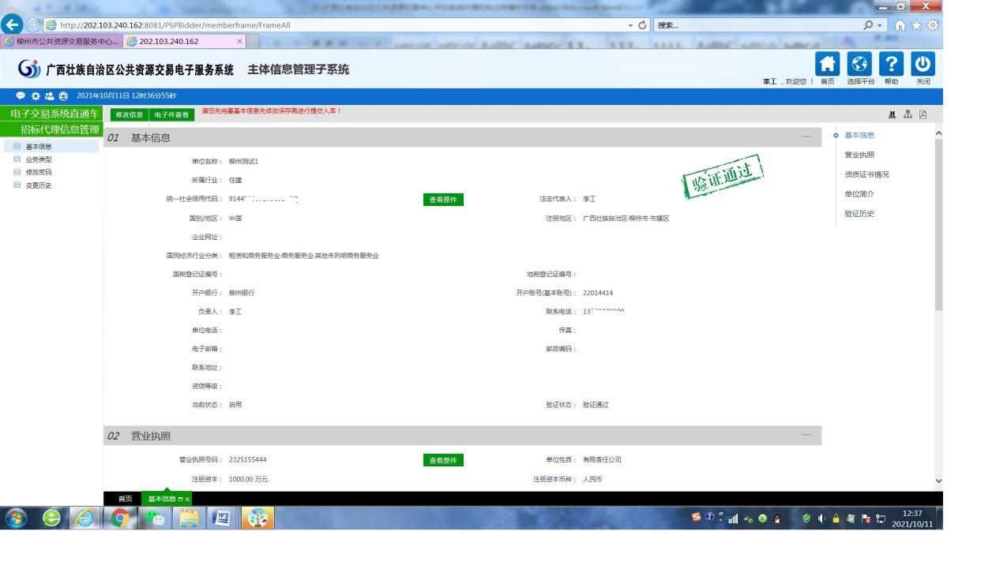 http://202.103.240.162:8081/PSPBidder/memberframe/FrameAll
搜索...
柳州市公共资源交易服务中心...
202.103.240.162
广西壮族自治区公共资源交易电子服务系统 主体信息管理子系统
李工，欢迎您！ 首页 选择平台 帮助 关闭
2021年10月11日 12时36分55秒
电子交易系统直通车
招标代理信息管理
基本信息
业务类型
修改密码
变更历史
修改信息 电子件查看 请您先完善基本信息先修改保存再进行提交入库！
01 基本信息
单位名称： 柳州测试1
所属行业： 住建
验证通过
统一社会信用代码： 9144
查看原件
法定代表人： 李工
国别/地区： 中国
注册地区： 广西壮族自治区·柳州市·市辖区
企业网址：
国民经济行业分类： 租赁和商务服务业·商务服务业·其他未列明商务服务业
国税登记证编号：
地税登记证编号：
开户银行： 柳州银行
开户账号(基本账号)： 22014414
负责人： 李工
联系电话： 13
单位电话：
传真：
电子邮箱：
邮政编码：
联系地址：
资信等级：
当前状态： 启用
验证状态： 验证通过
02 营业执照
营业执照号码： 2325155444
查看原件
单位性质： 有限责任公司
注册资本： 1000.00 万元
注册资本币种： 人民币
基本信息
营业执照
资质证书情况
单位简介
验证历史
首页 基本信息
12:37
2021/10/11